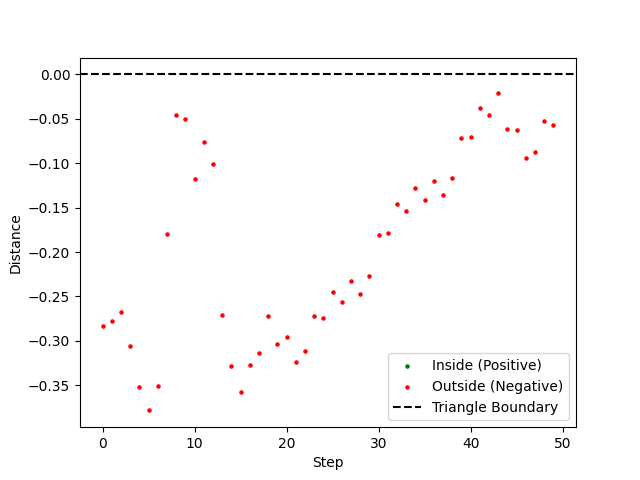 0.00
−0.05
−0.10
−0.15
−0.20
−0.25
−0.30
−0.35
Distance
0 10 20 30 40 50
Step
Inside (Positive)
Outside (Negative)
Triangle Boundary